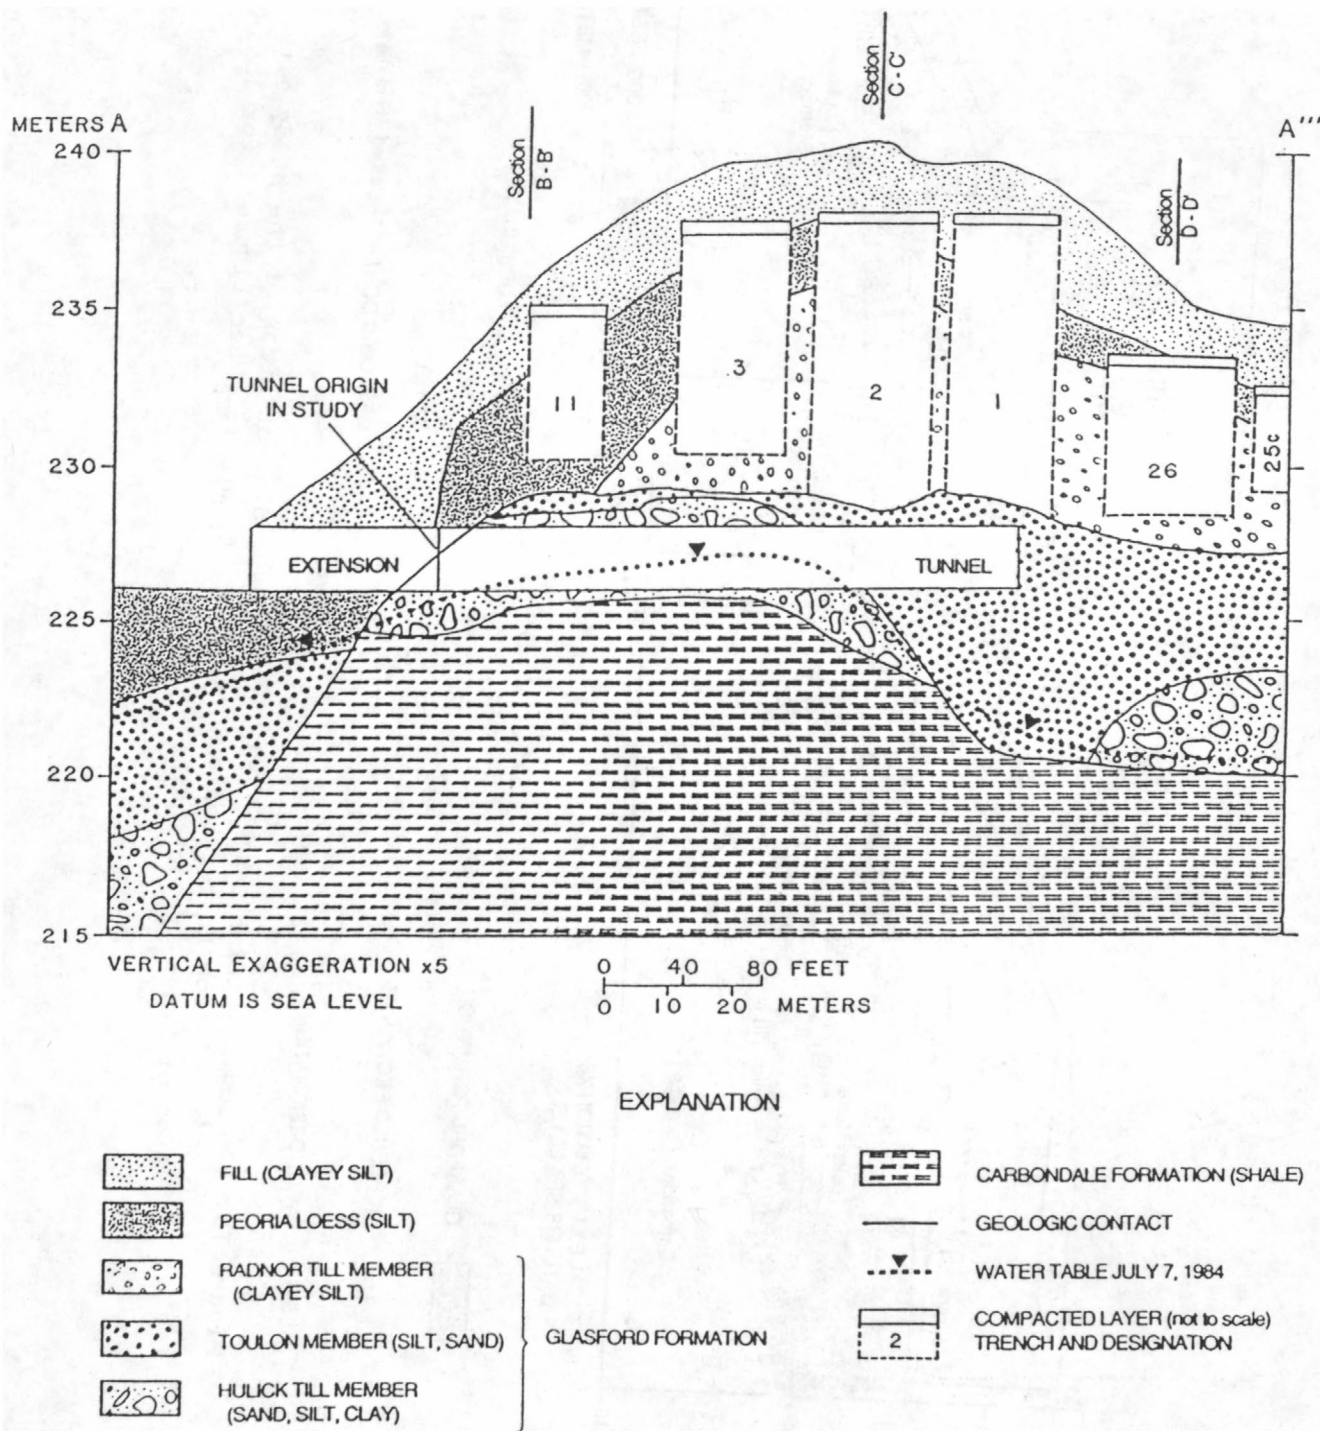 Section
C - C'
METERS A
A'''
240
Section
B - B'
Section
D - D'
235
TUNNEL ORIGIN
IN STUDY
11
3
2
1
26
25c
230
EXTENSION
TUNNEL
225
220
215
VERTICAL EXAGGERATION x5
DATUM IS SEA LEVEL
0 40 80 FEET
0 10 20 METERS
EXPLANATION
FILL (CLAYEY SILT)
PEORIA LOESS (SILT)
RADNOR TILL MEMBER
(CLAYEY SILT)
TOULON MEMBER (SILT, SAND)
HULICK TILL MEMBER
(SAND, SILT, CLAY)
GLASFORD FORMATION
CARBONDALE FORMATION (SHALE)
GEOLOGIC CONTACT
WATER TABLE JULY 7, 1984
2
COMPACTED LAYER (not to scale)
TRENCH AND DESIGNATION